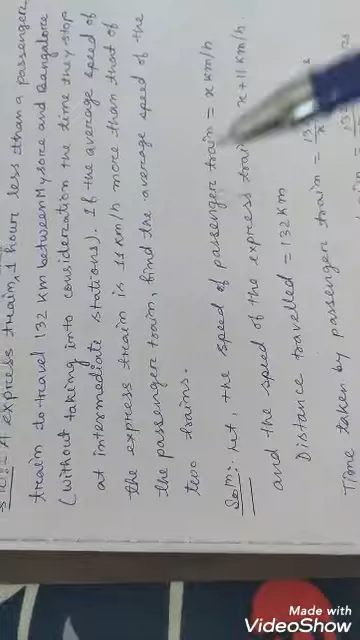 A express train, 1 hour less than a passenger
train to travel 132 km between Mysore and Bangalore
(without taking into consideration the time they stop
at intermediate stations). If the average speed of
the express train is 11 km/h more than that of
the passenger train, find the average speed of the
two trains.
Soln:- Let, the speed of passenger train = x km/h
and the speed of the express x + 11 km/h.
Distance travelled = 132 km
Time taken by passenger train =
Made with
VideoShow